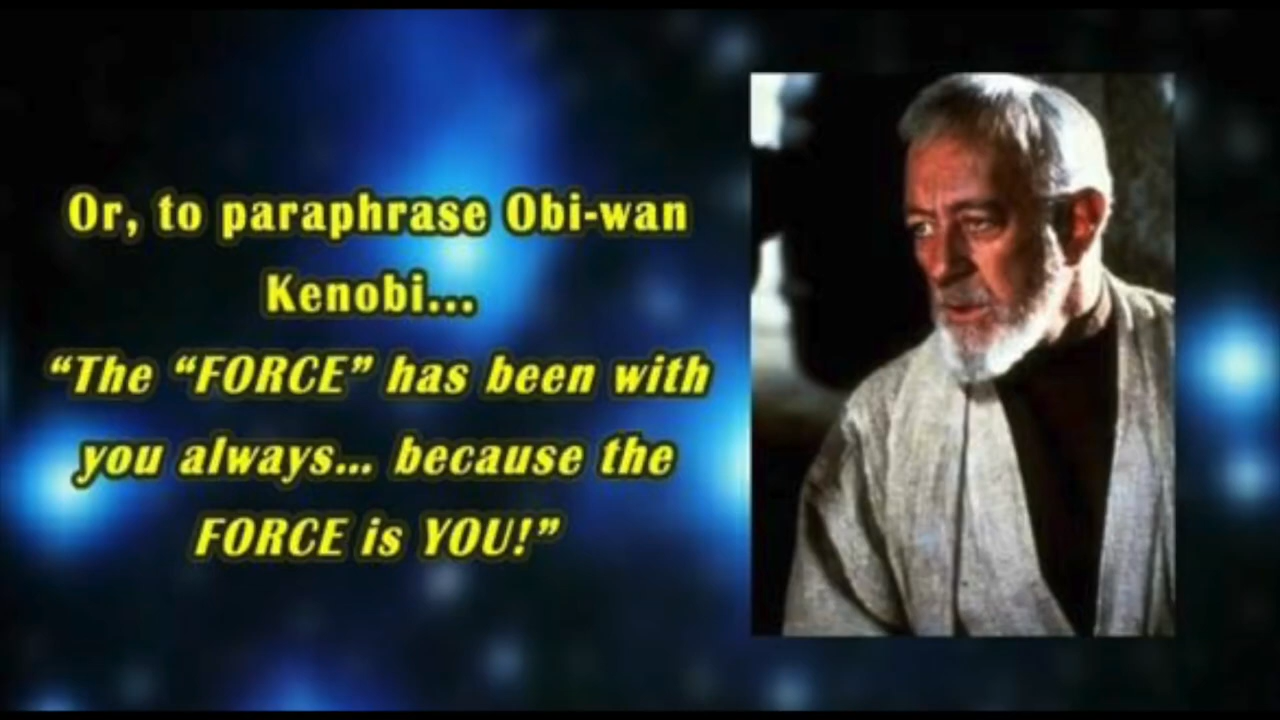 Or, to paraphrase Obi-wan
Kenobi...
“The “FORCE” has been with
you always... because the
FORCE is YOU!”